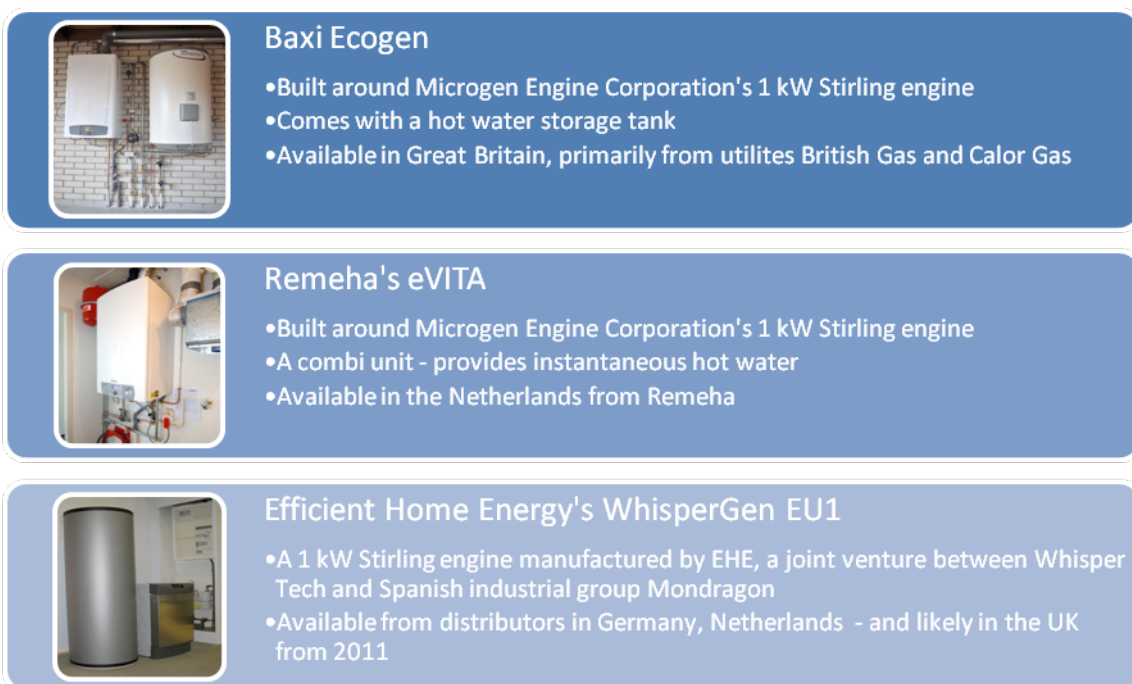 Baxi Ecogen
•Built around Microgen Engine Corporation's 1 kW Stirling engine
•Comes with a hot water storage tank
•Available in Great Britain, primarily from utilites British Gas and Calor Gas
Remeha's eVITA
•Built around Microgen Engine Corporation's 1 kW Stirling engine
•A combi unit - provides instantaneous hot water
•Available in the Netherlands from Remeha
Efficient Home Energy's WhisperGen EU1
•A 1 kW Stirling engine manufactured by EHE, a joint venture between Whisper
Tech and Spanish industrial group Mondragon
•Available from distributors in Germany, Netherlands - and likely in the UK
from 2011